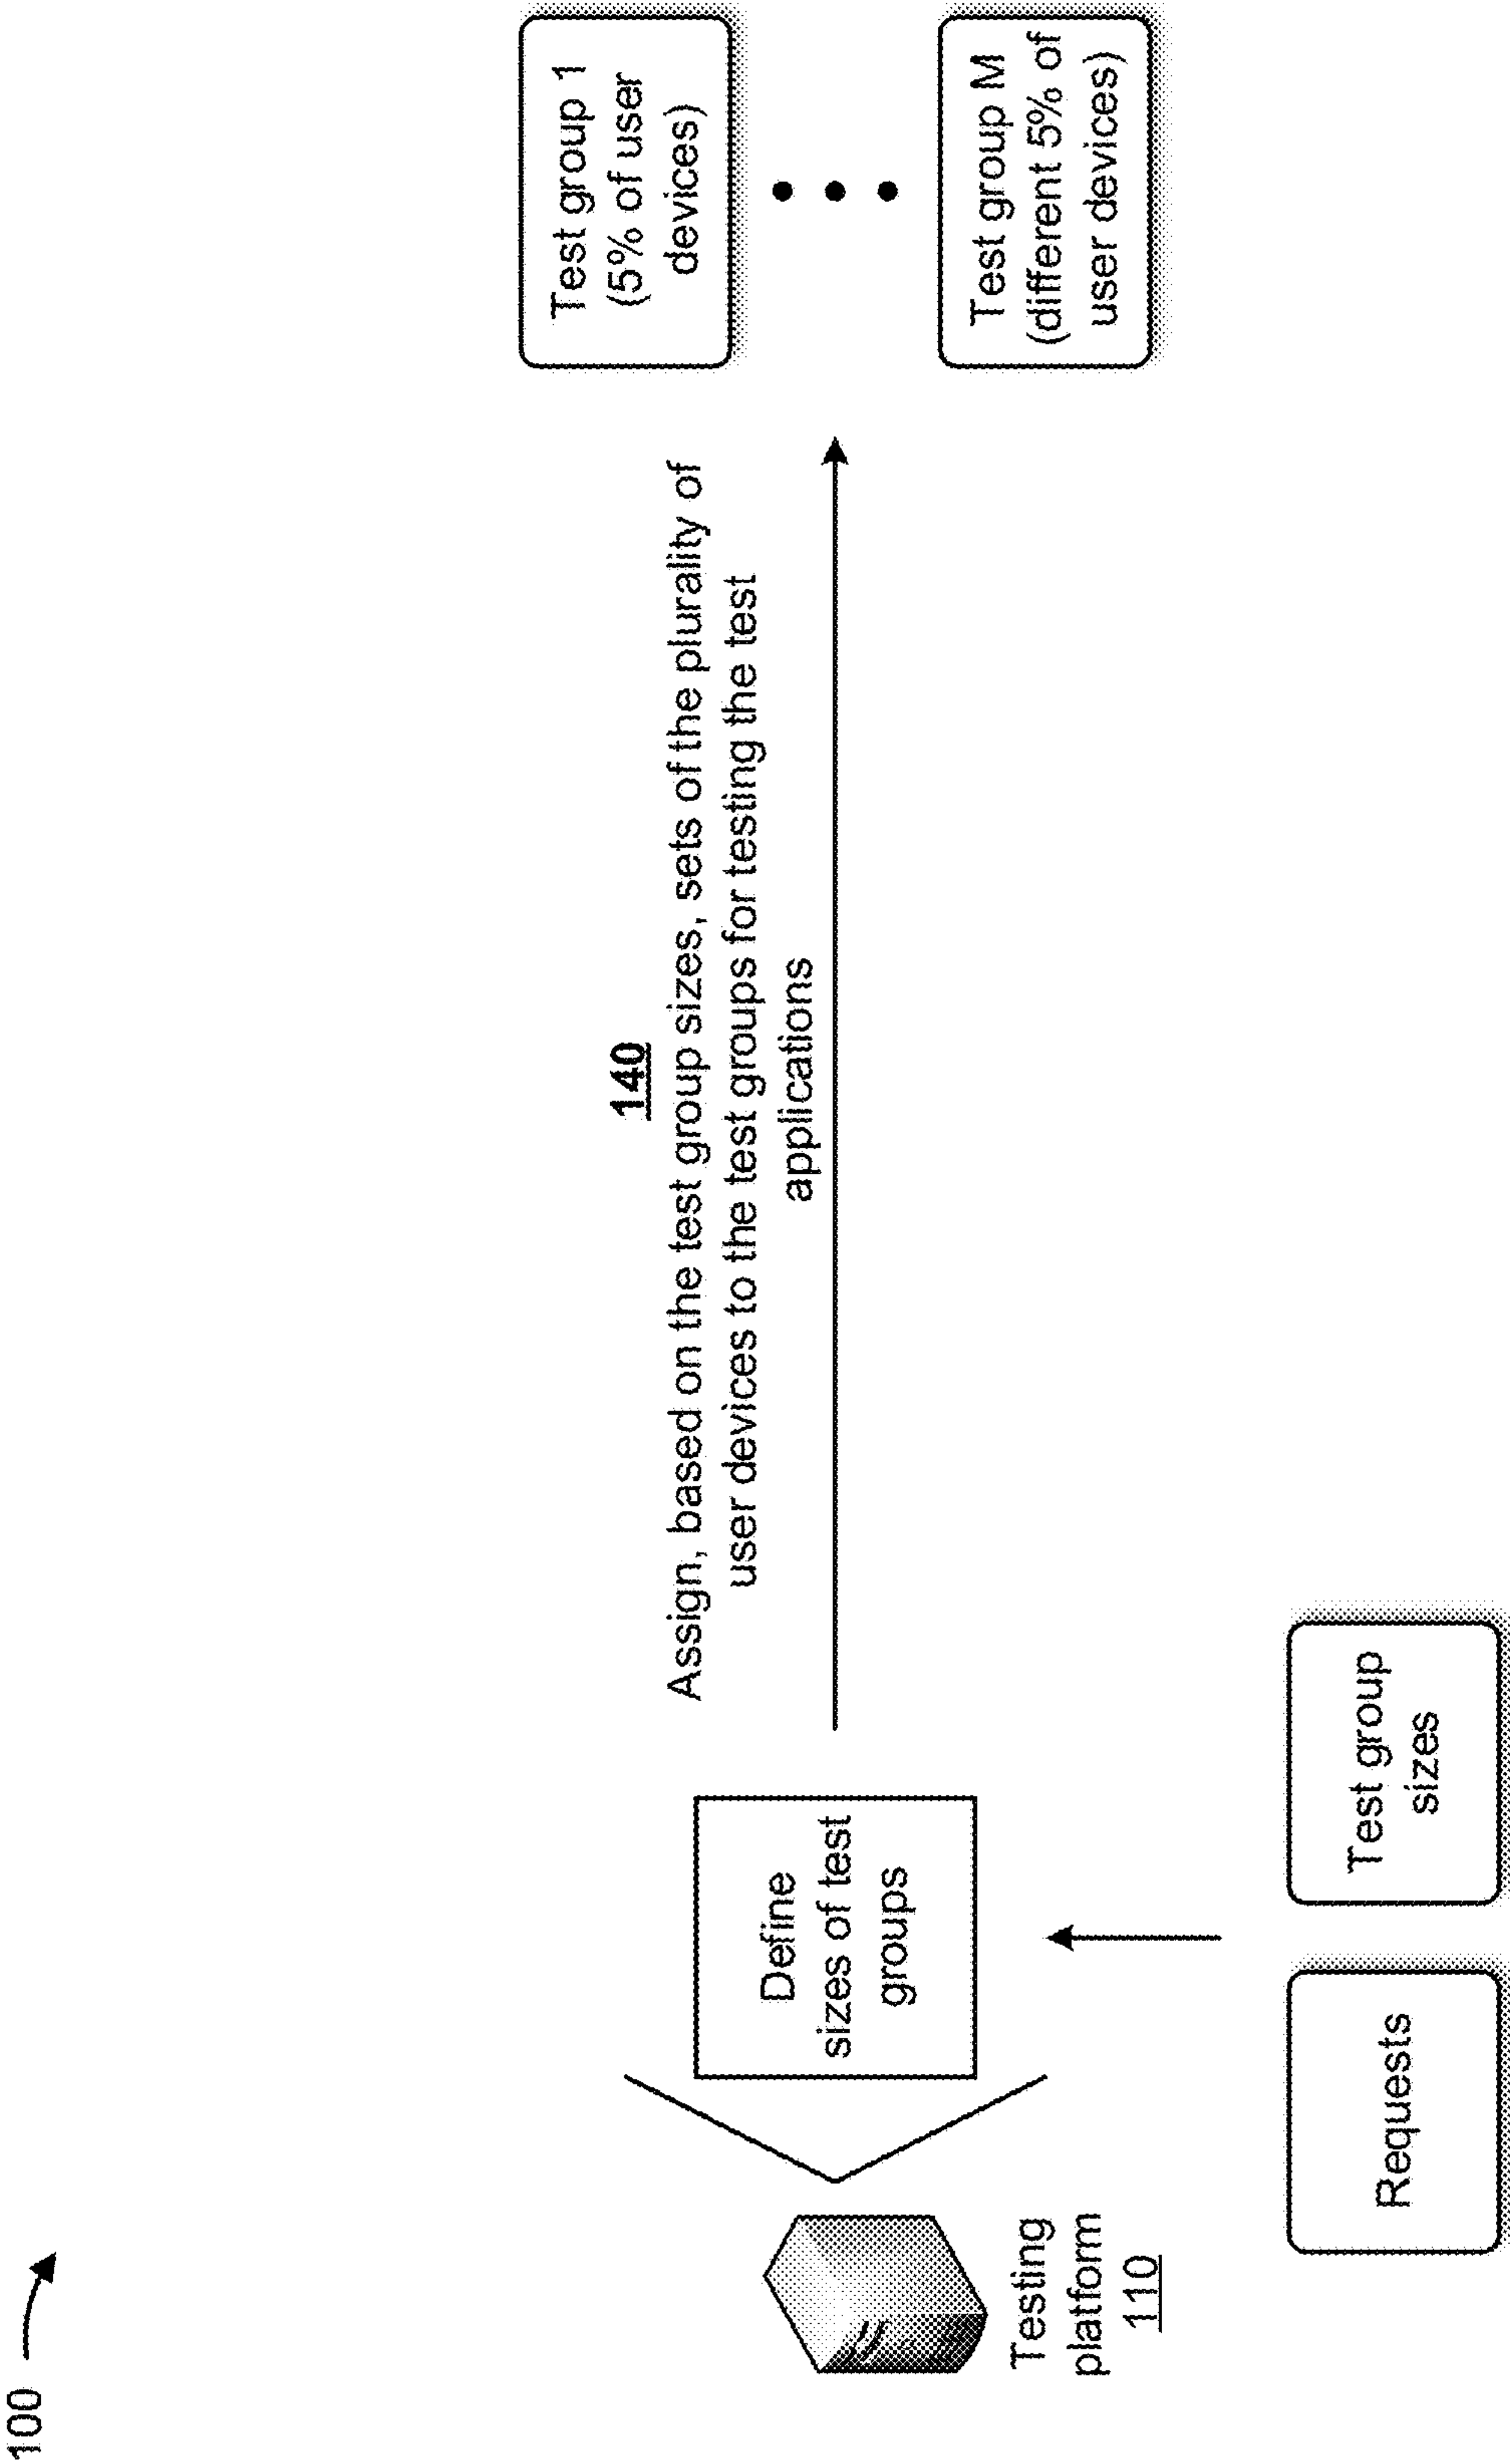 100
140
Assign, based on the test group sizes, sets of the plurality of
user devices to the test groups for testing the test
applications
Test group 1
(5% of user
devices)
Test group M
(different 5% of
user devices)
Define
sizes of test
groups
Testing
platform
110
Requests
Test group
sizes